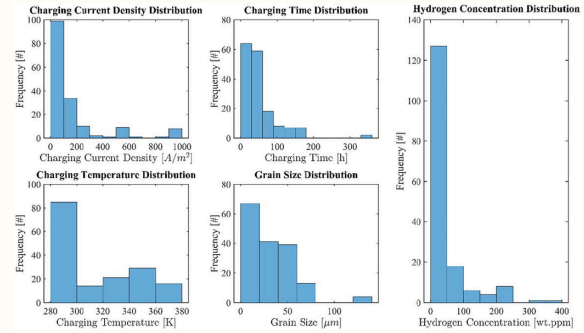 Charging Current Density Distribution
100
80
60
40
20
0
Frequency [#]
0 200 400 600 800 1000
Charging Current Density [A/m²]
Charging Time Distribution
80
60
40
20
0
Frequency [#]
0 100 200 300
Charging Time [h]
Hydrogen Concentration Distribution
140
120
100
80
60
40
20
0
Frequency [#]
0 100 200 300 400
Hydrogen Concentration [wt.ppm]
Charging Temperature Distribution
100
80
60
40
20
0
Frequency [#]
280 300 320 340 360 380
Charging Temperature [K]
Grain Size Distribution
80
60
40
20
0
Frequency [#]
0 50 100
Grain Size [μm]